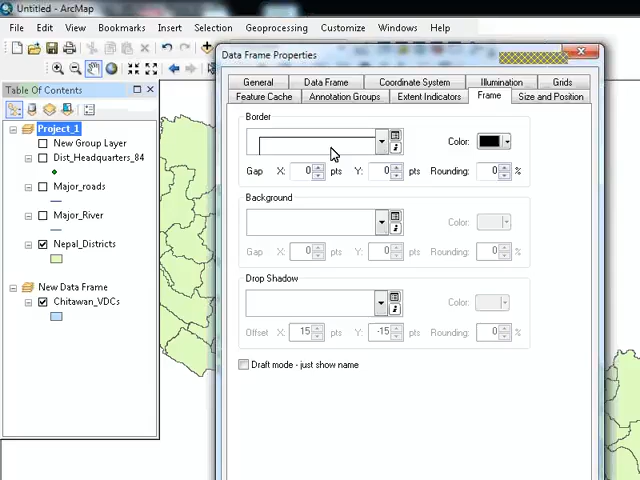 Untitled - ArcMap
File Edit View Bookmarks Insert Selection Geoprocessing Customize Windows Help
Data Frame Properties
Table Of Contents
General Data Frame Coordinate System Illumination Grids
Feature Cache Annotation Groups Extent Indicators Frame Size and Position
Project_1
New Group Layer
Dist_Headquarters_84
Major_roads
Major_River
Nepal_Districts
New Data Frame
Chitawan_VDCs
Border
Color:
Gap X: 0 pts Y: 0 pts Rounding: 0 %
Background
Color:
Gap X: 0 pts Y: 0 pts Rounding: 0 %
Drop Shadow
Color:
Offset X: 15 pts Y: -15 pts Rounding: 0 %
Draft mode - just show name